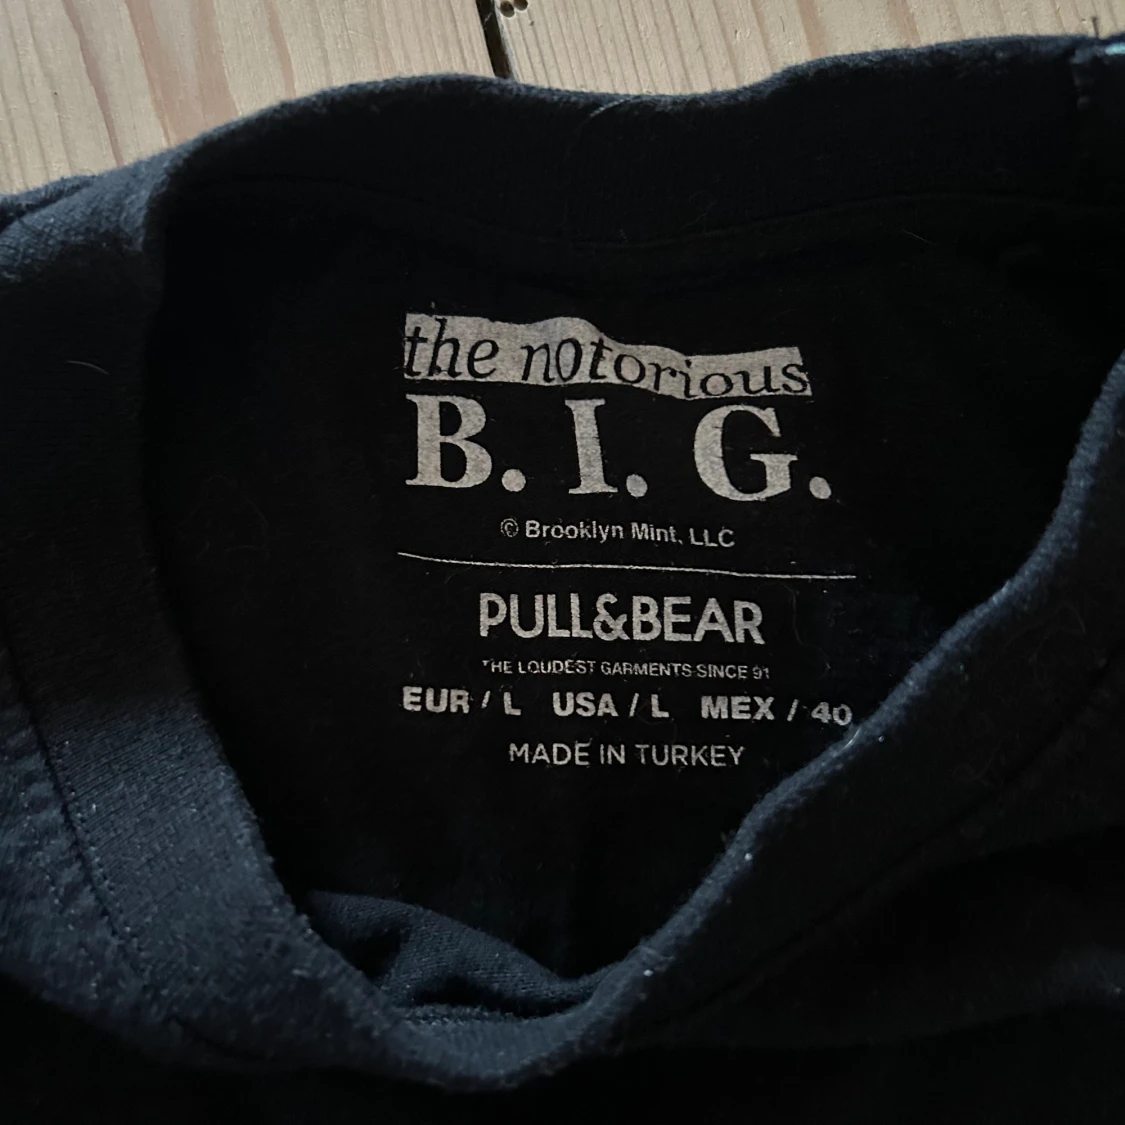 the notorious
B. I. G.
© Brooklyn Mint, LLC
PULL&BEAR
THE LOUDEST GARMENTS SINCE 91
EUR / L USA / L MEX / 40
MADE IN TURKEY